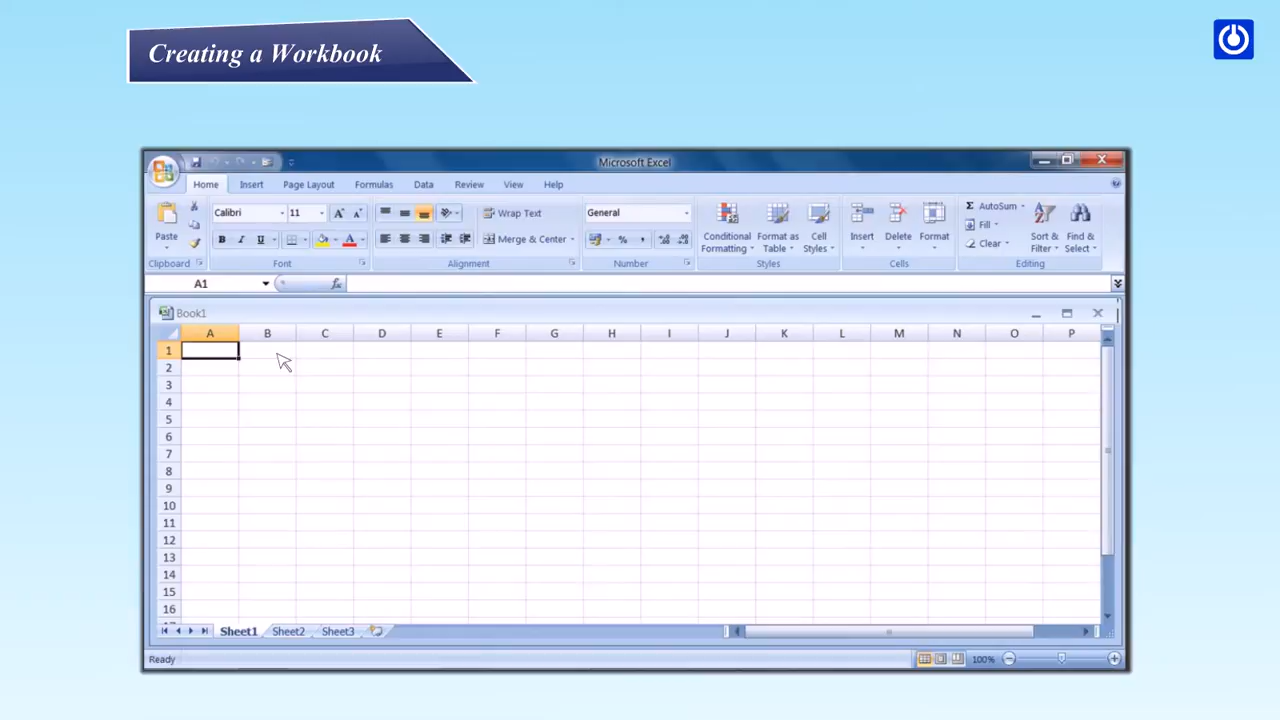 Creating a Workbook
Microsoft Excel
Home Insert Page Layout Formulas Data Review View Help
Calibri 11 Wrap Text General AutoSum
Fill
Paste B I U Merge & Center % , Conditional Formatting Format as Table Cell Styles Insert Delete Format Clear Sort & Filter Find & Select
Clipboard Font Alignment Number Styles Cells Editing
A1 fx
Book1
A B C D E F G H I J K L M N O P
1
2
3
4
5
6
7
8
9
10
11
12
13
14
15
16
Sheet1 Sheet2 Sheet3
Ready 100%